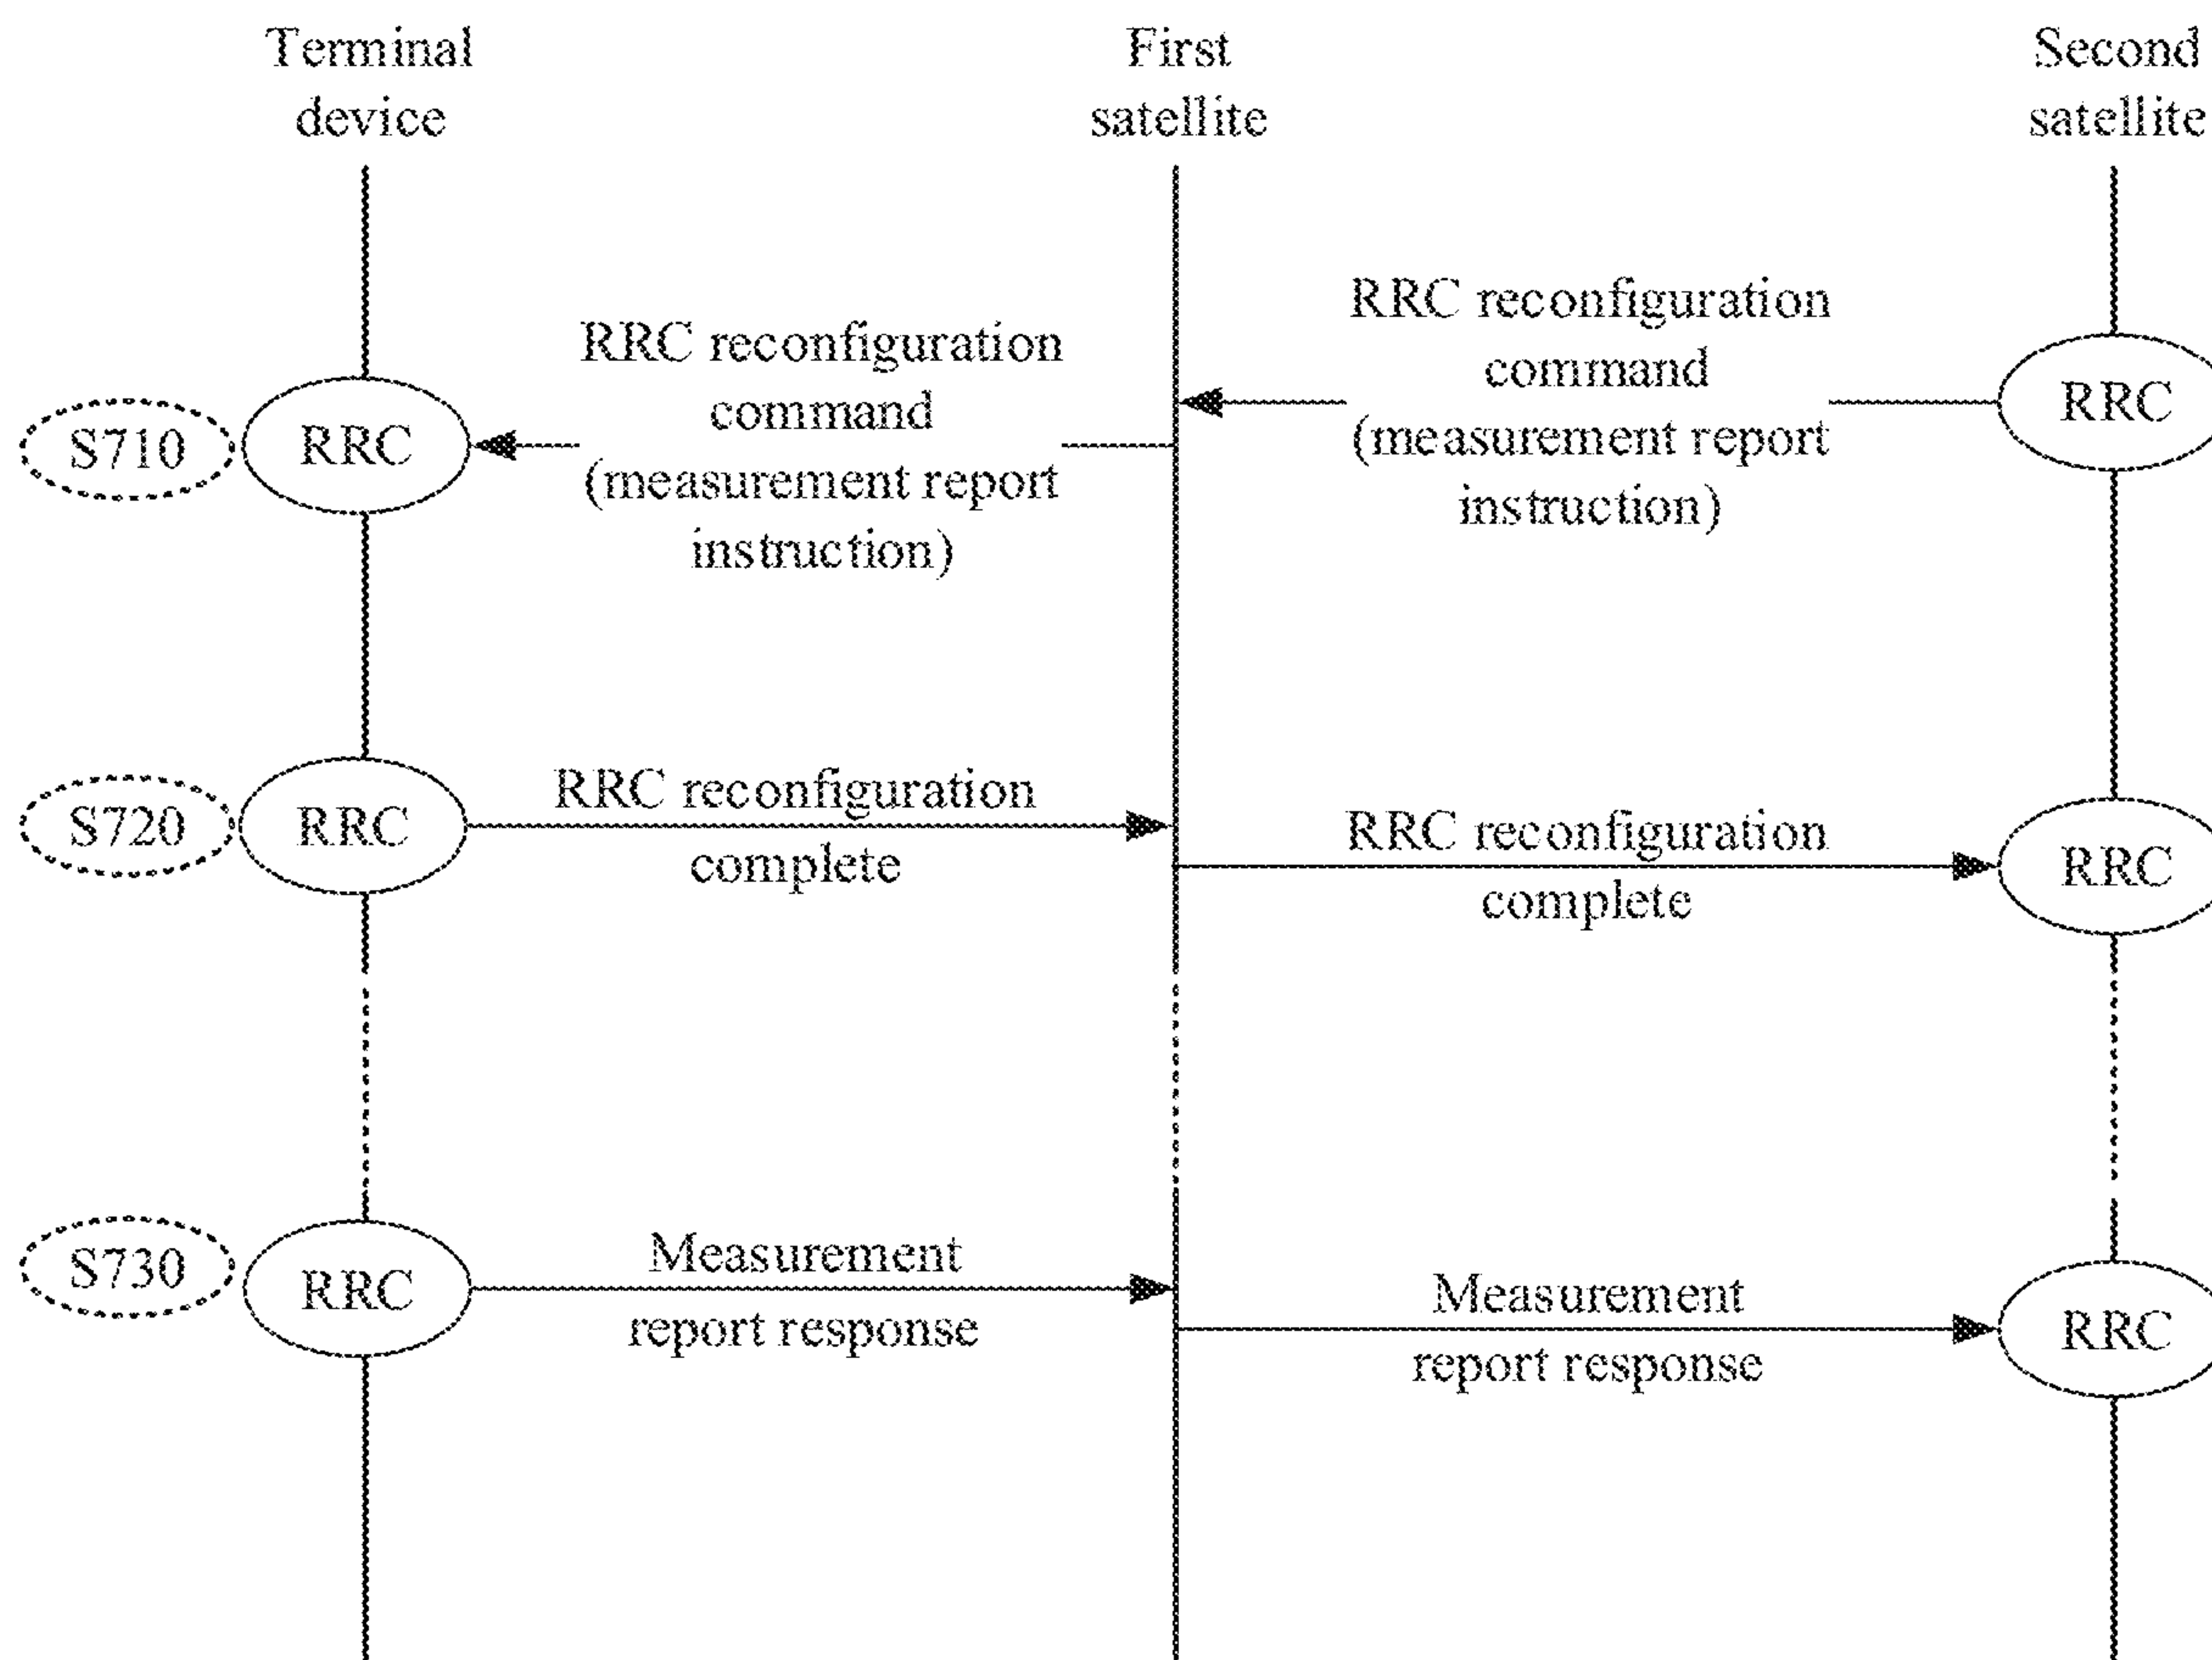 Terminal
device
First
satellite
Second
satellite
RRC reconfiguration
command
(measurement report
instruction)
RRC
RRC reconfiguration
command
(measurement report
instruction)
S710
RRC
S720
RRC
RRC reconfiguration
complete
RRC reconfiguration
complete
RRC
S730
RRC
Measurement
report response
Measurement
report response
RRC